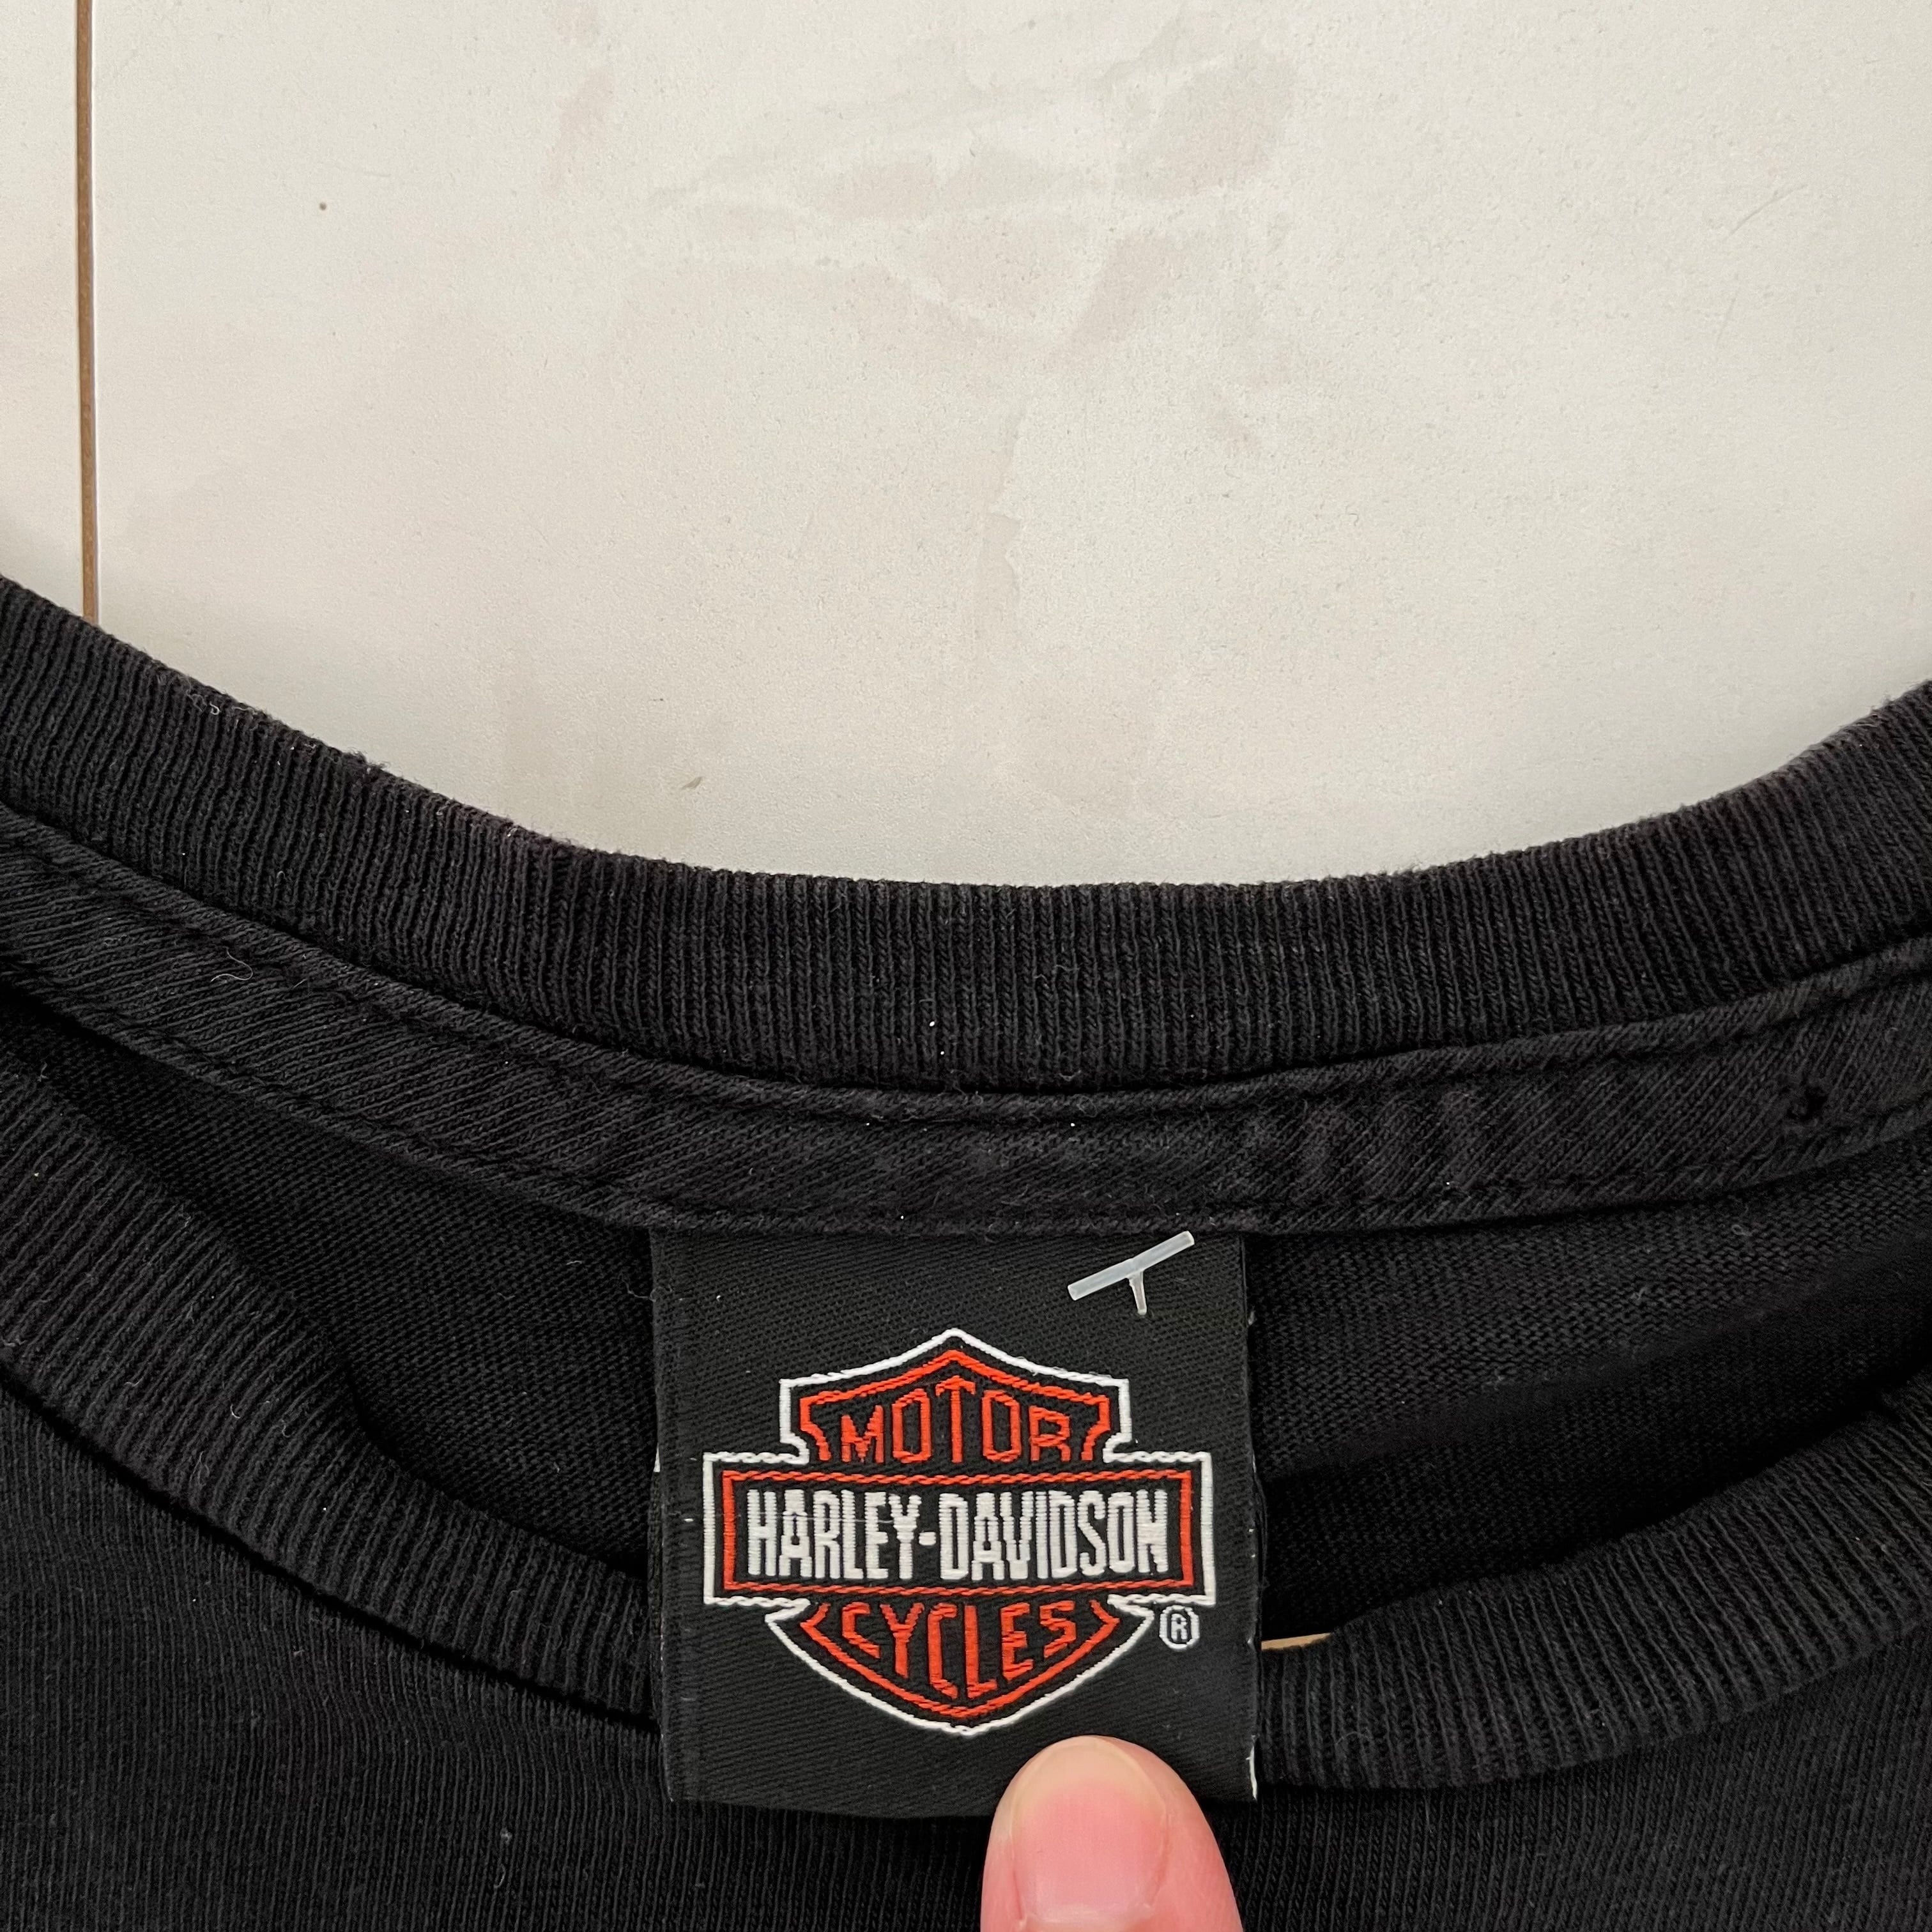 MOTOR
HARLEY-DAVIDSON
CYCLES
®